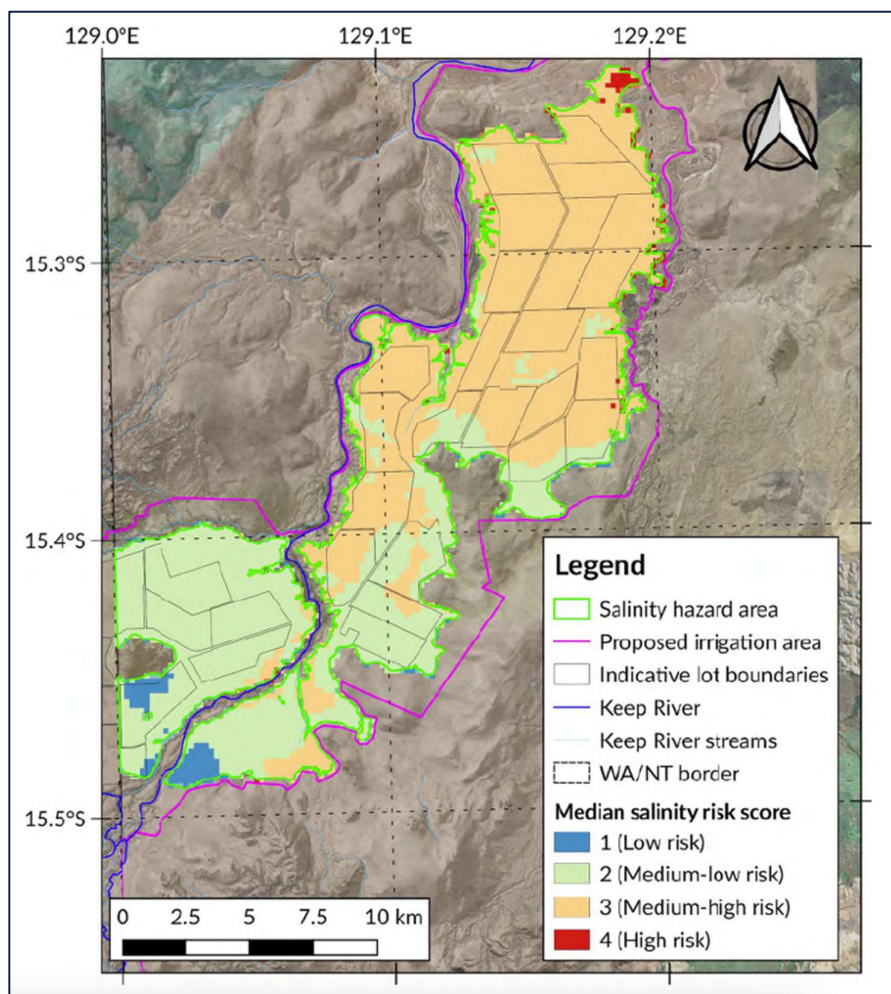 129.0°E
129.1°E
129.2°E
15.3°S
15.4°S
15.5°S
Legend
Salinity hazard area
Proposed irrigation area
Indicative lot boundaries
Keep River
Keep River streams
WA/NT border
Median salinity risk score
1 (Low risk)
2 (Medium-low risk)
3 (Medium-high risk)
4 (High risk)
0 2.5 5 7.5 10 km